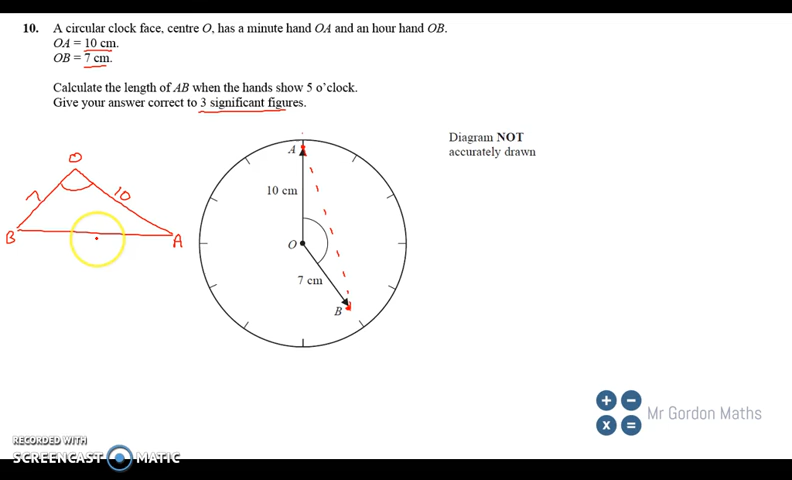 10. A circular clock face, centre O, has a minute hand OA and an hour hand OB.
OA = 10 cm.
OB = 7 cm.
Calculate the length of AB when the hands show 5 o'clock.
Give your answer correct to 3 significant figures.
Diagram NOT
accurately drawn
O
7
10
B
A
A
10 cm
O
7 cm
B
Mr Gordon Maths
RECORDED WITH
SCREENCAST MATIC